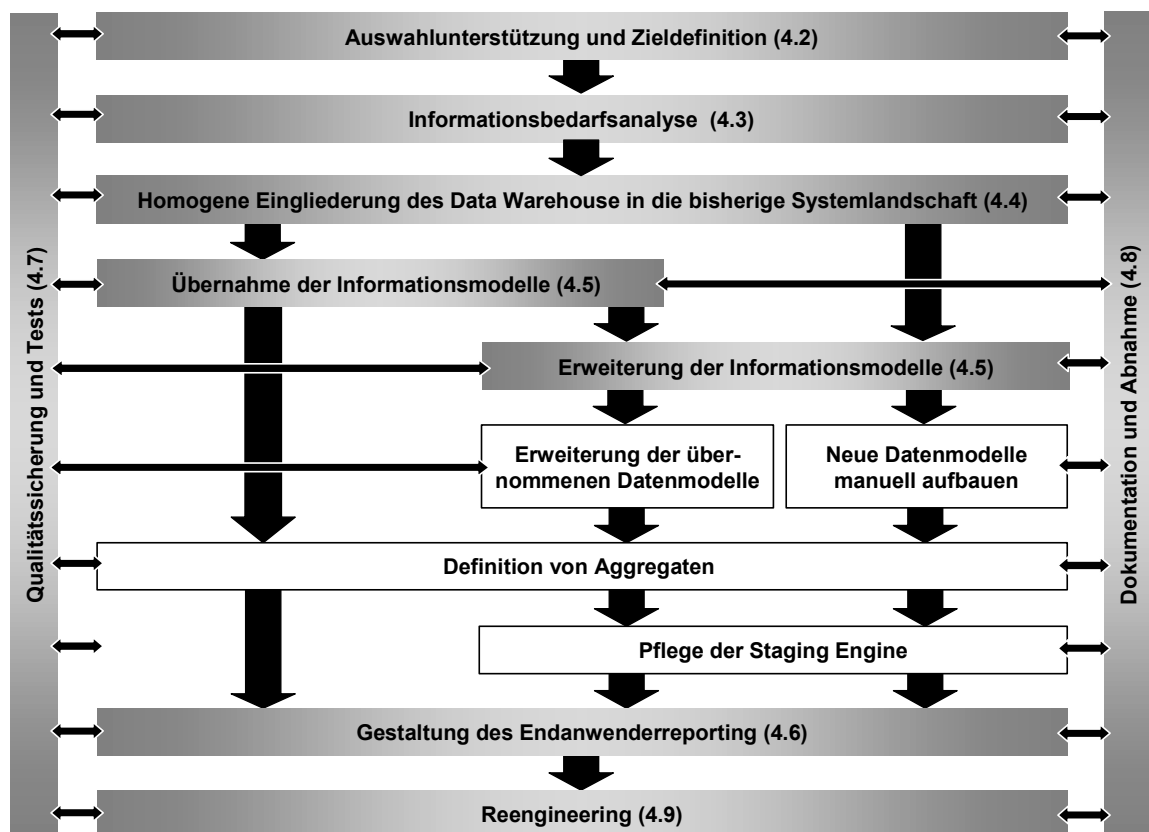 Auswahlunterstützung und Zieldefinition (4.2)
Informationsbedarfsanalyse (4.3)
Homogene Eingliederung des Data Warehouse in die bisherige Systemlandschaft (4.4)
Übernahme der Informationsmodelle (4.5)
Erweiterung der Informationsmodelle (4.5)
Erweiterung der über-
nommenen Datenmodelle
Neue Datenmodelle
manuell aufbauen
Definition von Aggregaten
Pflege der Staging Engine
Gestaltung des Endanwenderreporting (4.6)
Reengineering (4.9)
Qualitätssicherung und Tests (4.7)
Dokumentation und Abnahme (4.8)